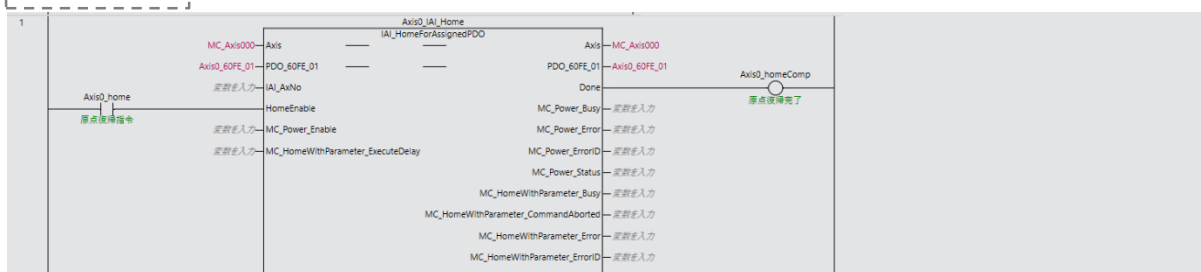 1
Axis0_IAI_Home
IAI_HomeForAssignedPDO
MC_Axis000 Axis Axis MC_Axis000
Axis0_60FE_01 PDO_60FE_01 PDO_60FE_01 Axis0_60FE_01
変数を入力 IAI_AxNo Done Axis0_homeComp
原点復帰完了
Axis0_home HomeEnable MC_Power_Busy 変数を入力
原点復帰指令
変数を入力 MC_Power_Enable MC_Power_Error 変数を入力
変数を入力 MC_HomeWithParameter_ExecuteDelay MC_Power_ErrorID 変数を入力
MC_Power_Status 変数を入力
MC_HomeWithParameter_Busy 変数を入力
MC_HomeWithParameter_CommandAborted 変数を入力
MC_HomeWithParameter_Error 変数を入力
MC_HomeWithParameter_ErrorID 変数を入力